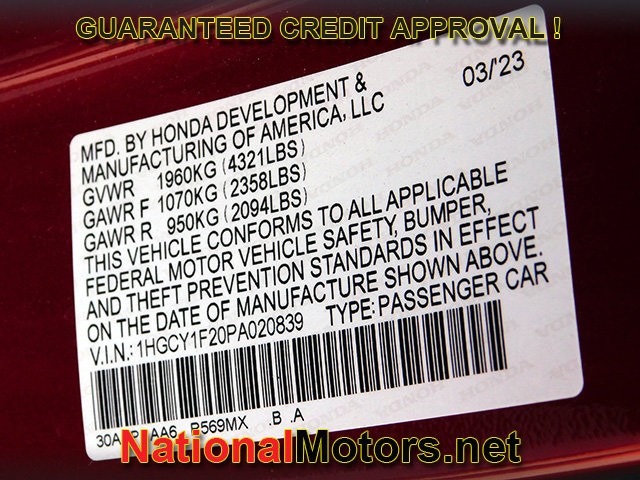 GUARANTEED CREDIT APPROVAL !
03/'23
MFD. BY HONDA DEVELOPMENT &
MANUFACTURING OF AMERICA, LLC
GVWR 1960KG (4321LBS)
GAWR F 1070KG (2358LBS)
GAWR R 950KG (2094LBS)
THIS VEHICLE CONFORMS TO ALL APPLICABLE
FEDERAL MOTOR VEHICLE SAFETY, BUMPER,
AND THEFT PREVENTION STANDARDS IN EFFECT
ON THE DATE OF MANUFACTURE SHOWN ABOVE.
V.I.N.: 1HGCY1F20PA020839 TYPE: PASSENGER CAR
R569MX .B .A
NationalMotors.net